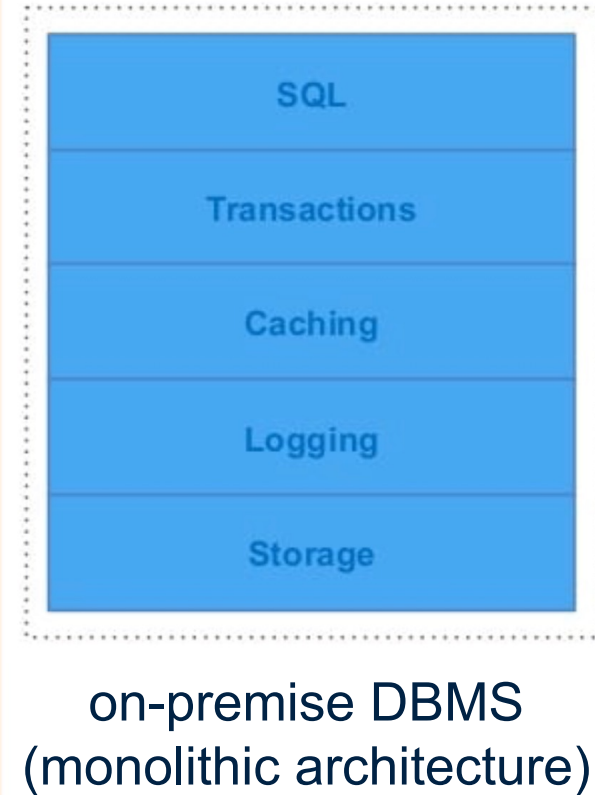 SQL
Transactions
Caching
Logging
Storage
on-premise DBMS
(monolithic architecture)